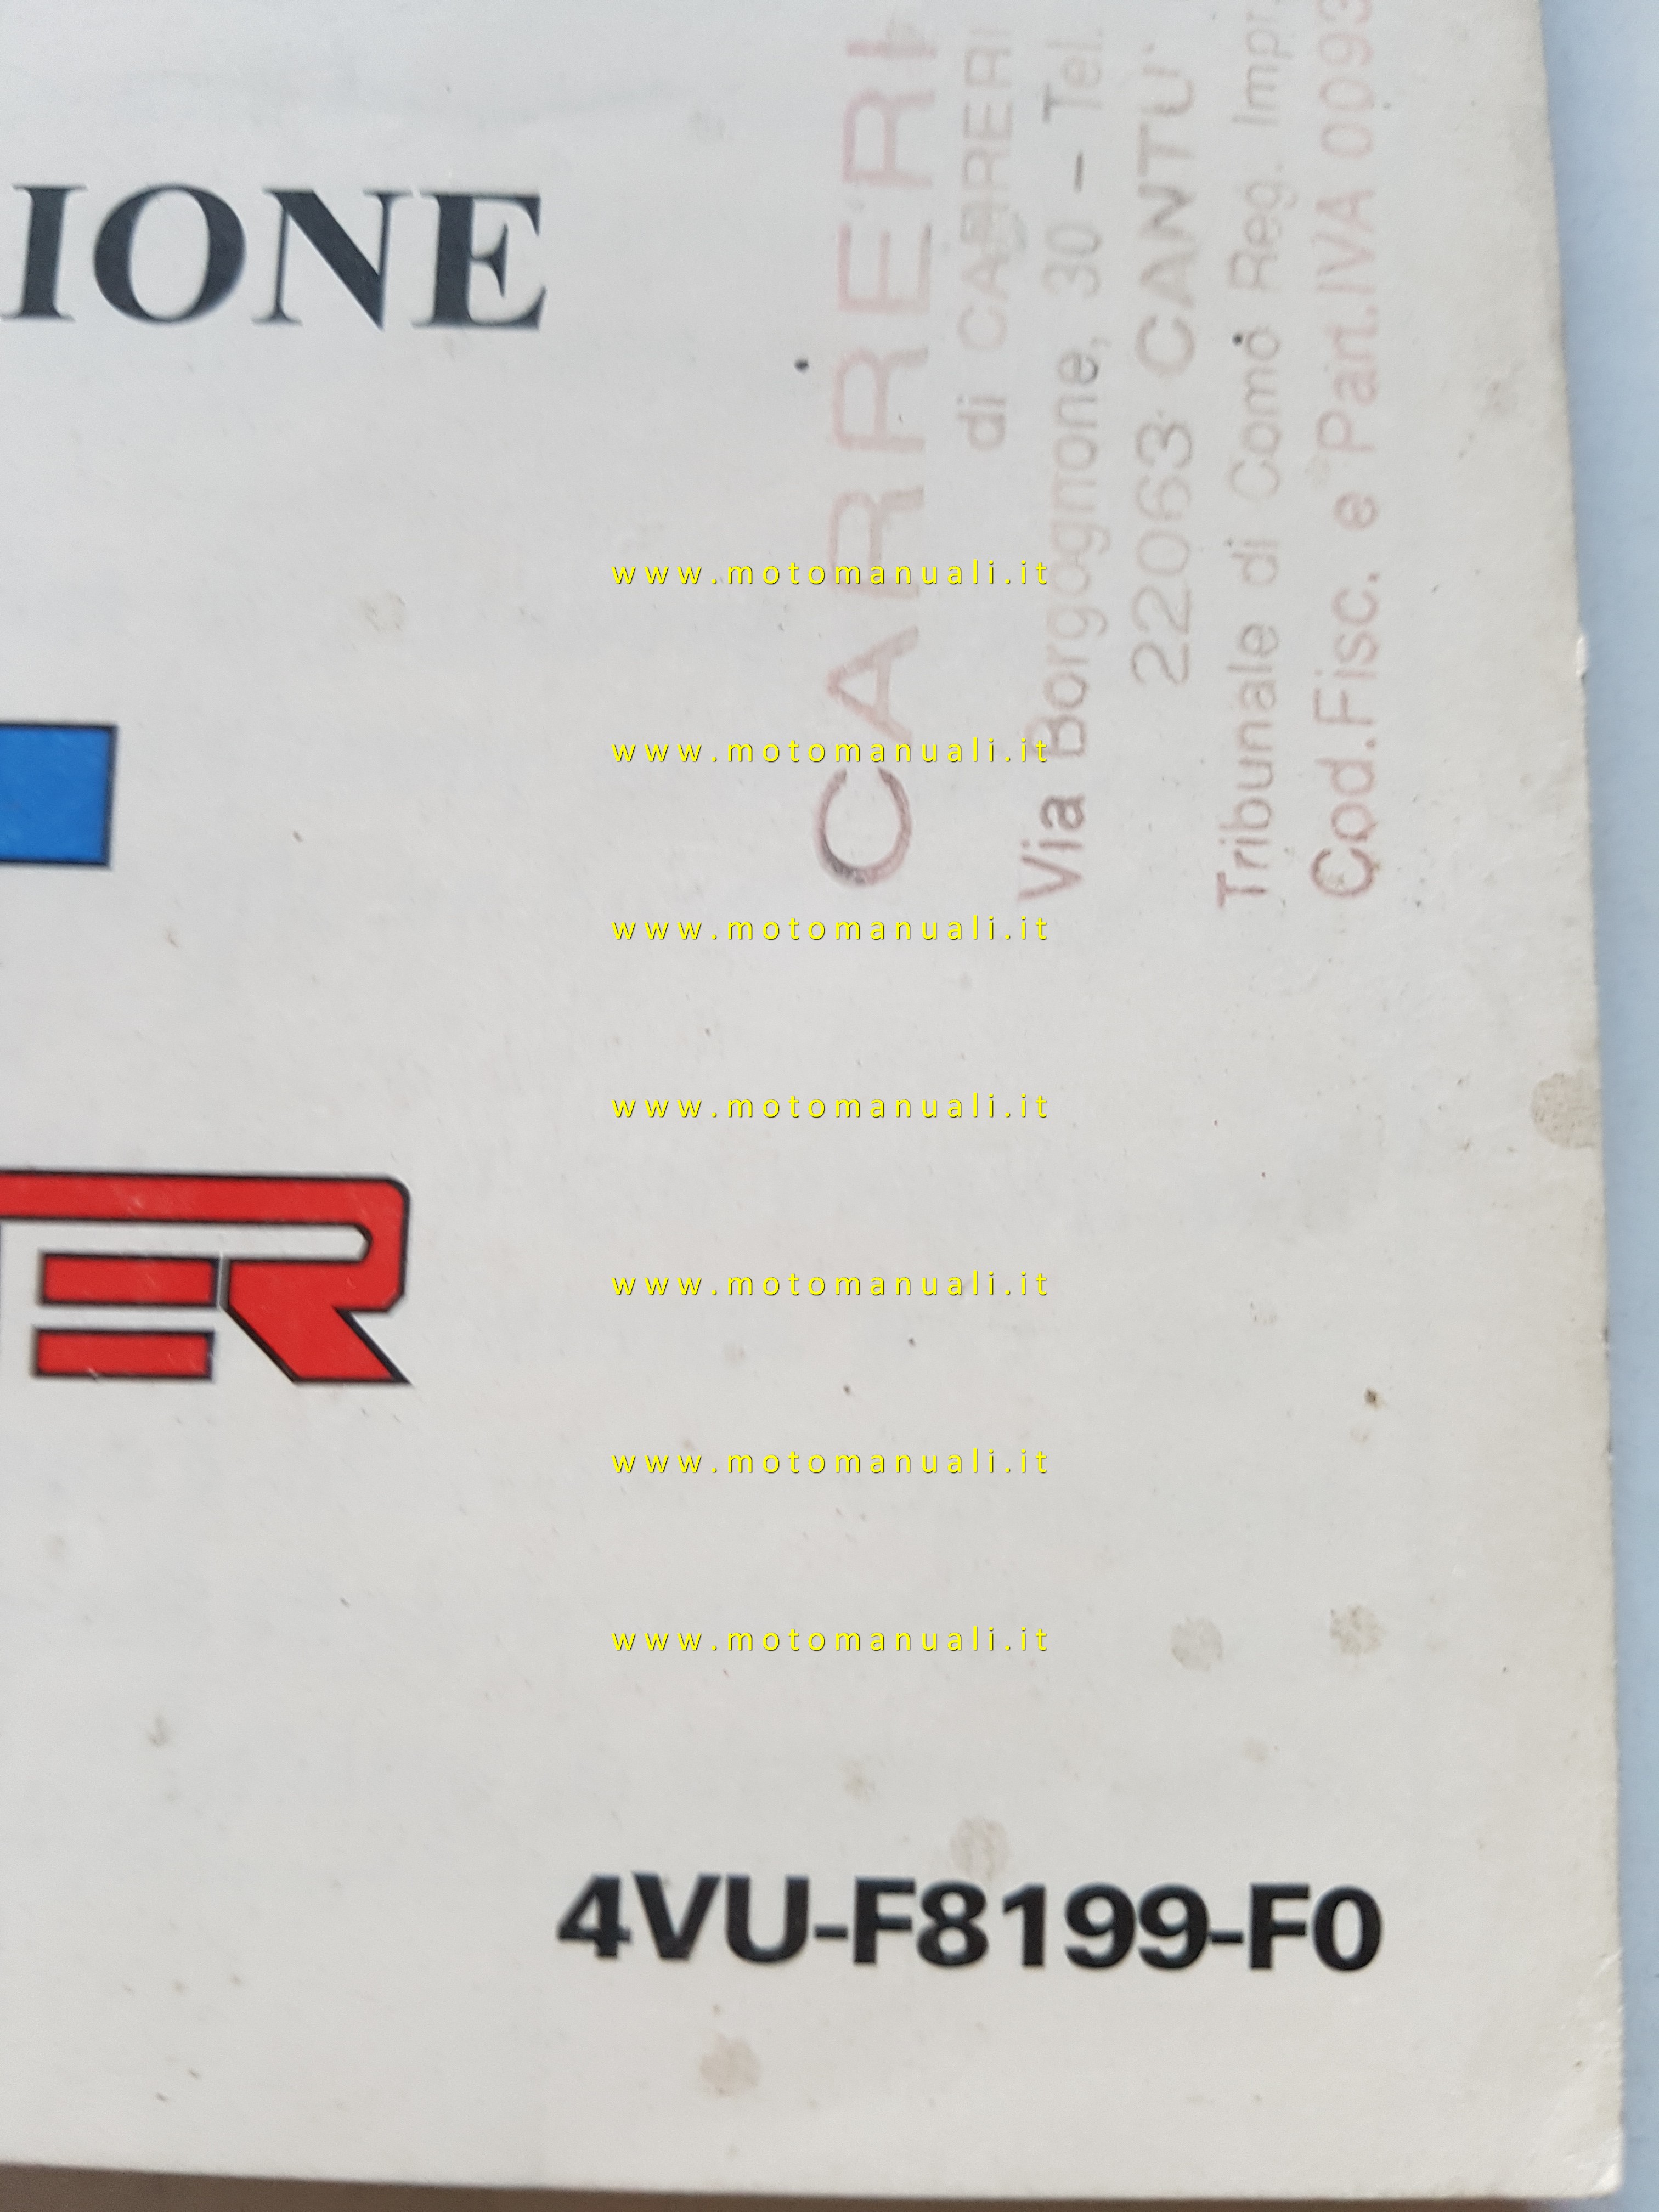 IONE
CARRERI
di CARRERI
Via Borgognone, 30 - Tel.
22063 CANTU'
Tribunale di Como Reg. Impr.
Cod.Fisc. e Part.IVA 0093
www.motomanuali.it
www.motomanuali.it
www.motomanuali.it
www.motomanuali.it
www.motomanuali.it
www.motomanuali.it
www.motomanuali.it
ER
4VU-F8199-F0